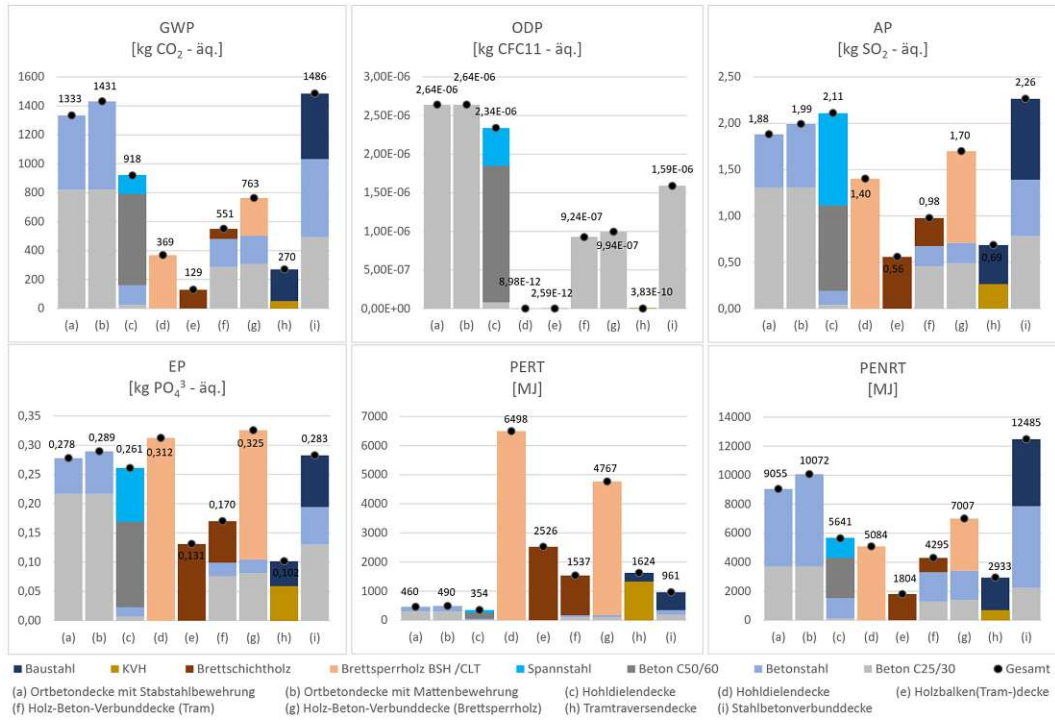 GWP
[kg CO₂ - äq.]
1600
1400
1200
1000
800
600
400
200
0
1333
1431
918
369
129
551
763
270
1486
(a) (b) (c) (d) (e) (f) (g) (h) (i)
ODP
[kg CFC11 - äq.]
3,00E-06
2,50E-06
2,00E-06
1,50E-06
1,00E-06
5,00E-07
0,00E+00
2,64E-06
2,64E-06
2,34E-06
8,98E-12
2,59E-12
9,24E-07
9,94E-07
3,83E-10
1,59E-06
(a) (b) (c) (d) (e) (f) (g) (h) (i)
AP
[kg SO₂ - äq.]
2,50
2,00
1,50
1,00
0,50
0,00
1,88
1,99
2,11
1,40
0,56
0,98
1,70
0,69
2,26
(a) (b) (c) (d) (e) (f) (g) (h) (i)
EP
[kg PO₄³ - äq.]
0,35
0,30
0,25
0,20
0,15
0,10
0,05
0,00
0,278
0,289
0,261
0,312
0,131
0,170
0,325
0,102
0,283
(a) (b) (c) (d) (e) (f) (g) (h) (i)
PERT
[MJ]
7000
6000
5000
4000
3000
2000
1000
0
460
490
354
6498
2526
1537
4767
1624
961
(a) (b) (c) (d) (e) (f) (g) (h) (i)
PENRT
[MJ]
14000
12000
10000
8000
6000
4000
2000
0
9055
10072
5641
5084
1804
4295
7007
2933
12485
(a) (b) (c) (d) (e) (f) (g) (h) (i)
Baustahl KVH Brettschichtholz Brettsperrholz BSH /CLT Spannstahl Beton C50/60 Betonstahl Beton C25/30 Gesamt
(a) Ortbetondecke mit Stabstahlbewehrung (b) Ortbetondecke mit Mattenbewehrung (c) Hohldielendecke (d) Hohldielendecke (e) Holzbalken(Tram-)decke
(f) Holz-Beton-Verbunddecke (Tram) (g) Holz-Beton-Verbunddecke (Brettsperrholz) (h) Tramtraversendecke (i) Stahlbetonverbunddecke